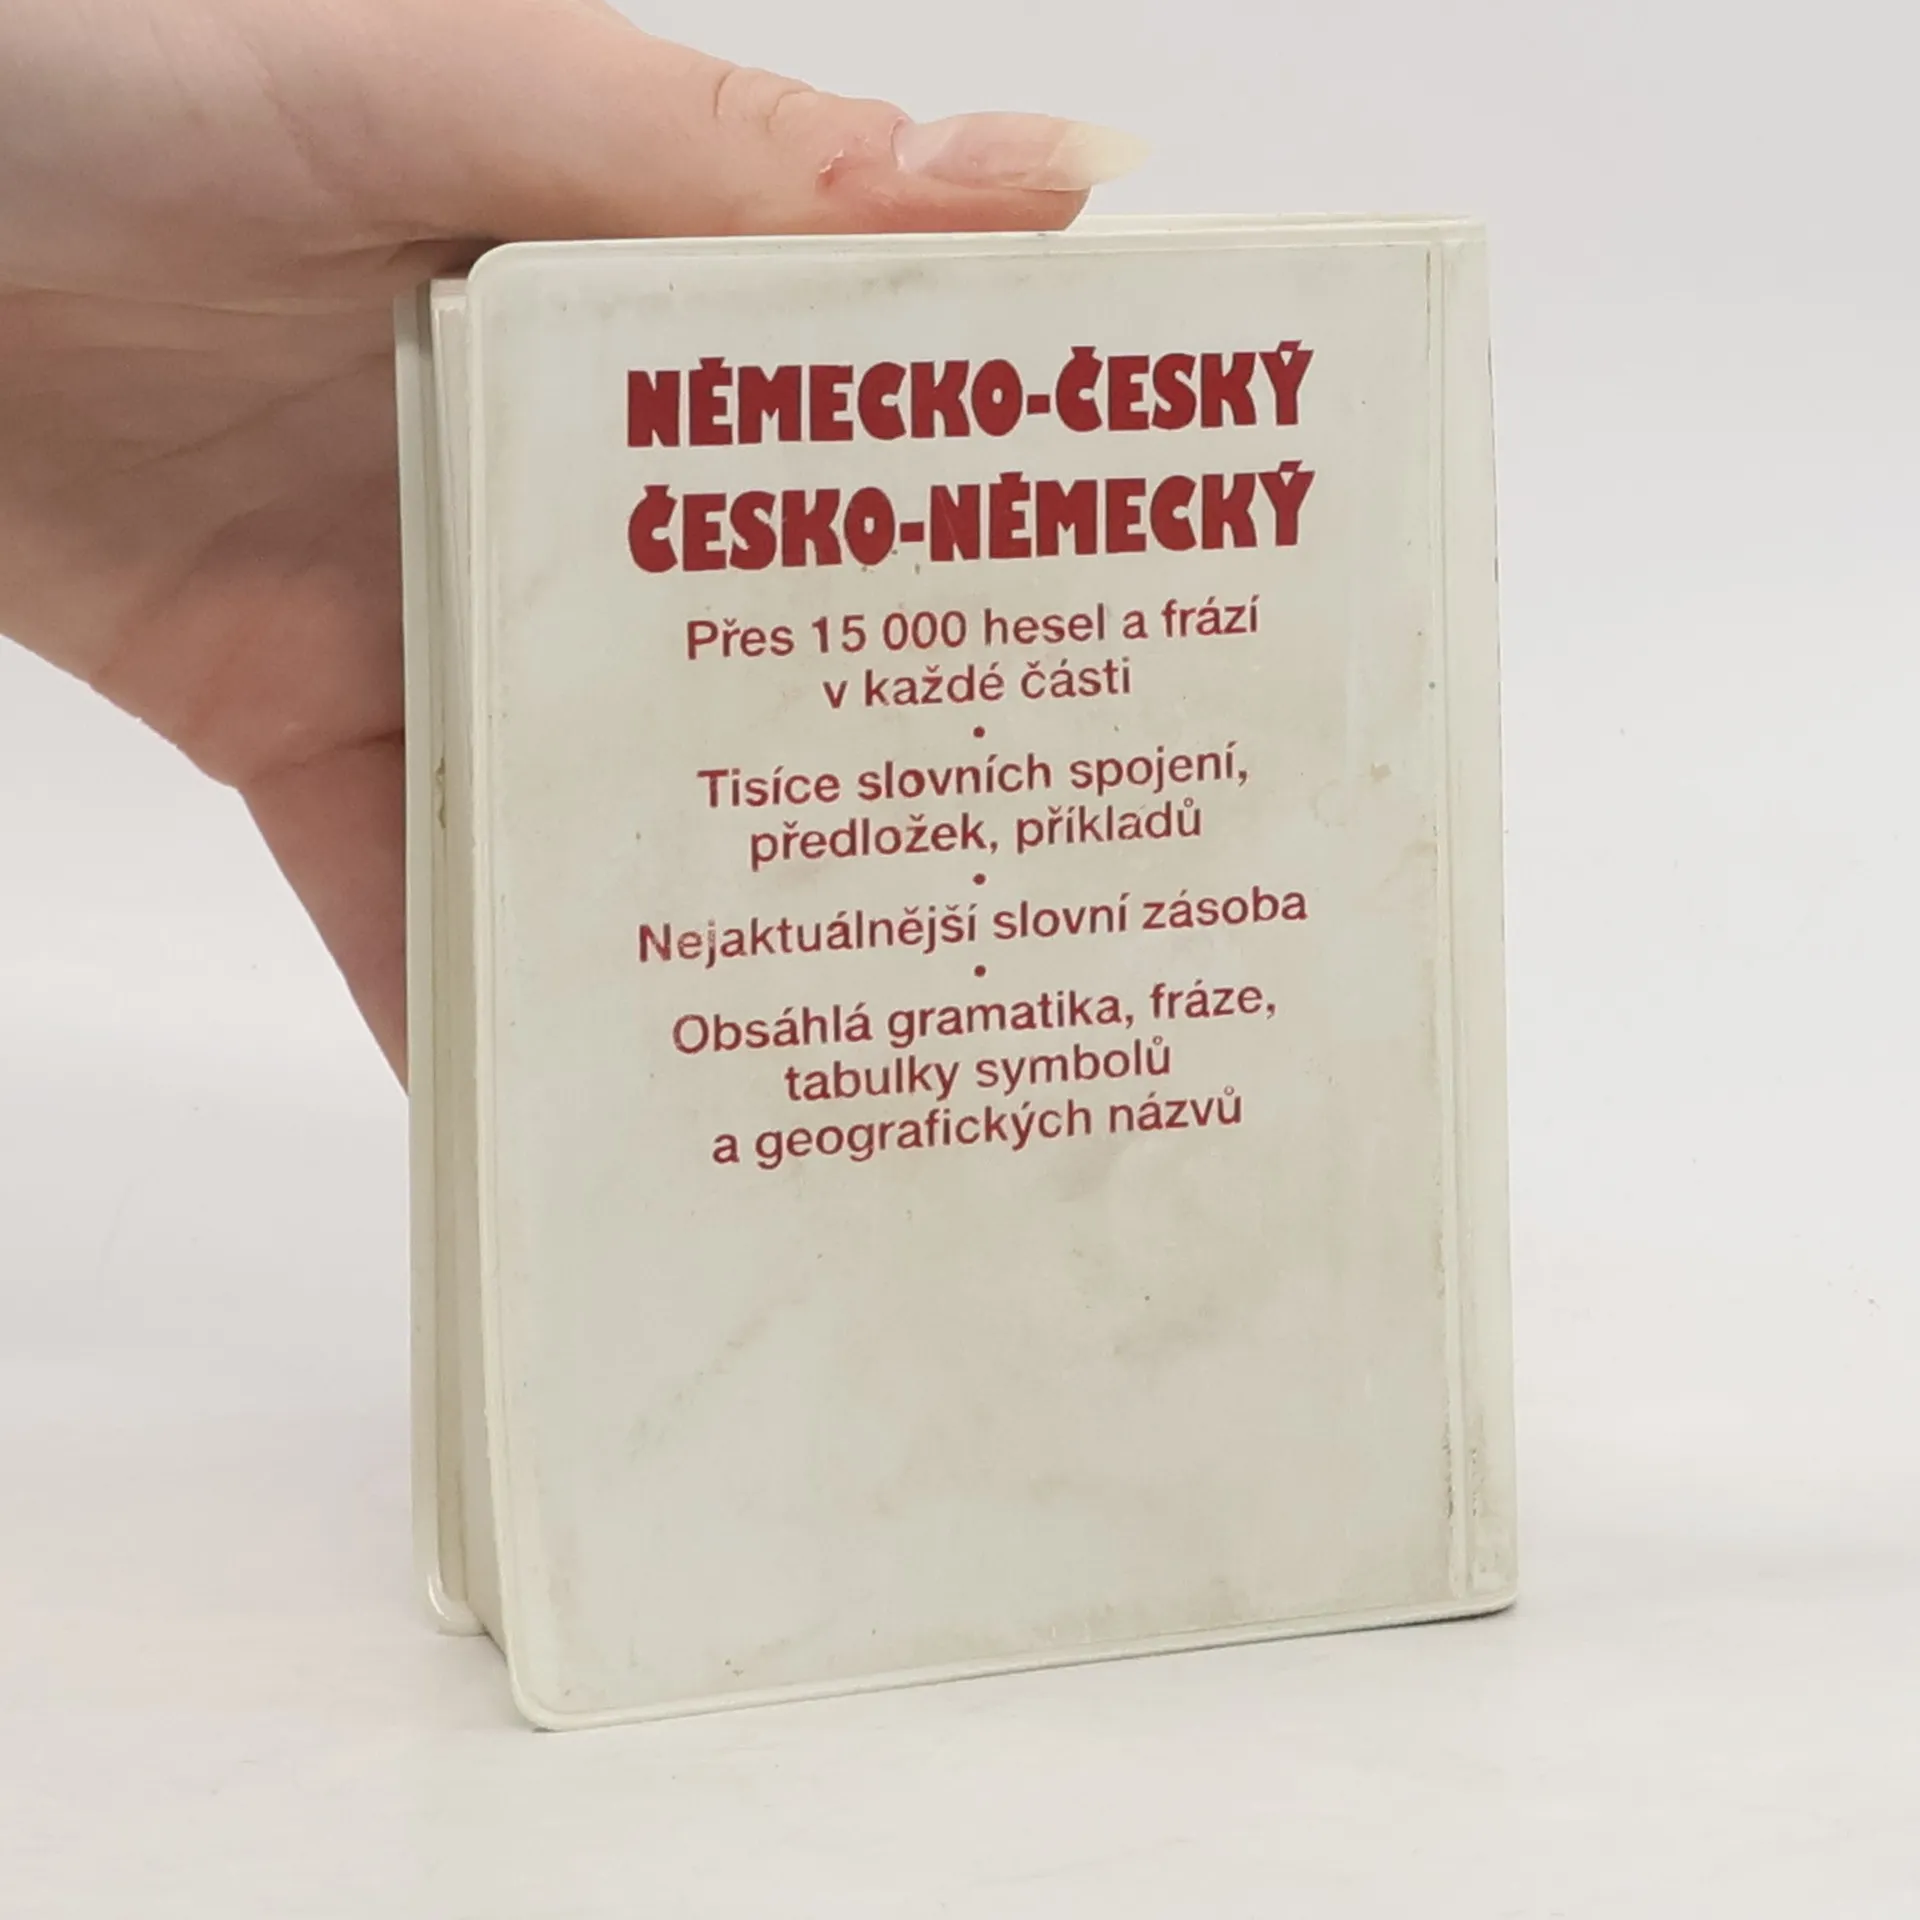 NĚMECKO-ČESKÝ
ČESKO-NĚMECKÝ
Přes 15 000 hesel a frází
v každé části
•
Tisíce slovních spojení,
předložek, příkladů
•
Nejaktuálnější slovní zásoba
•
Obsáhlá gramatika, fráze,
tabulky symbolů
a geografických názvů